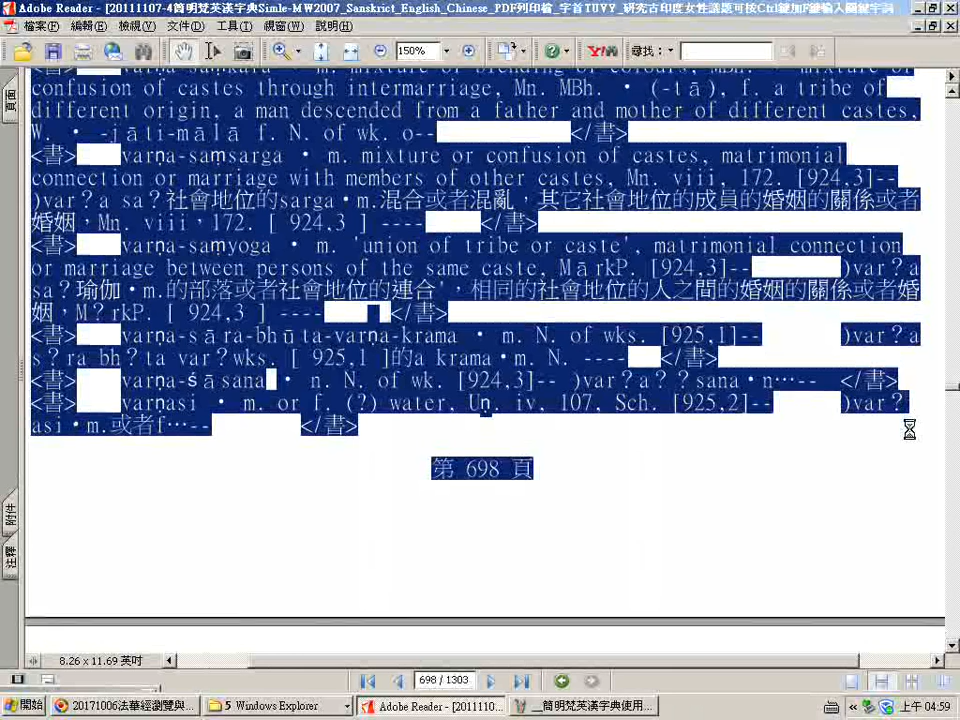 Adobe Reader - [20111107-4簡明梵英漢字典Simle-MW2007_Sanskrict_English_Chinese_PDF列印檔_字首TUVY_研究古印度女性議題可按Ctrl鍵加F鍵輸入關鍵字詞
檔案(F) 編輯(E) 檢視(V) 文件(D) 工具(T) 視窗(W) 說明(H)
150% Y! 尋找:
頁面
confusion of castes through intermarriage, Mn. MBh. • (-tā), f. a tribe of
different origin, a man descended from a father and mother of different castes,
W. • -jāti-mālā f. N. of wk. o-- </書>
<書> varṇa-saṃsarga • m. mixture or confusion of castes, matrimonial
connection or marriage with members of other castes, Mn. viii, 172. [924,3]--
)var?a sa?社會地位的sarga•m.混合或者混亂，其它社會地位的成員的婚姻的關係或者
婚姻，Mn. viii，172. [ 924,3 ] ---- </書>
<書> varṇa-saṃyoga • m. 'union of tribe or caste', matrimonial connection
or marriage between persons of the same caste, MārkP. [924,3]-- )var?a
sa?瑜伽•m.的部落或者社會地位的連合'，相同的社會地位的人之間的婚姻的關係或者婚
姻，M?rkP. [ 924,3 ] ---- </書>
<書> varṇa-sāra-bhūta-varṇa-krama • m. N. of wks. [925,1]-- )var?a
s?ra bh?ta var?wks. [ 925,1 ]的a krama•m. N. ---- </書>
<書> varṇa-śāsana • n. N. of wk. [924,3]-- )var?a??sana•n…-- </書>
<書> varṇasi • m. or f. (?) water, Uṇ. iv, 107, Sch. [925,2]-- )var?
asi•m.或者f…-- </書>
第 698 頁
附件
注釋
8.26 x 11.69 英吋
698 / 1303
開始 20171006法華經瀏覽與... 5 Windows Explorer Adobe Reader - [2011110... __簡明梵英漢字典使用... 上午 04:59